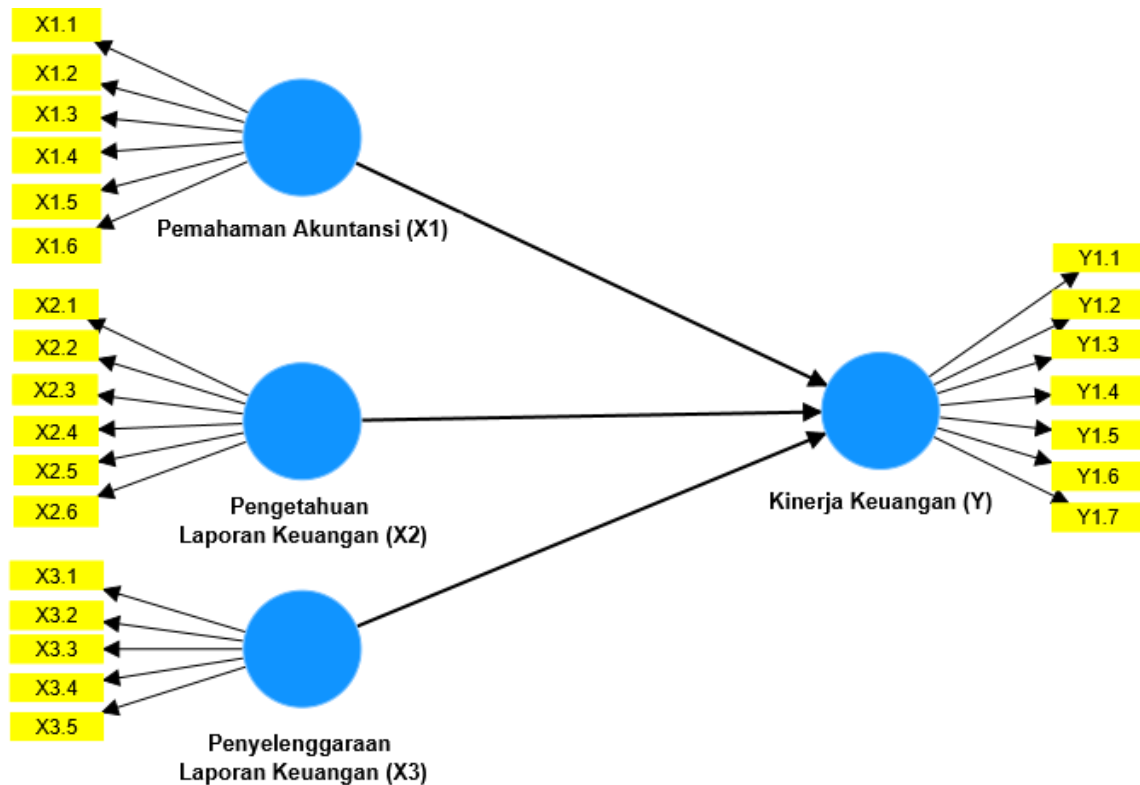 X1.1
X1.2
X1.3
X1.4
X1.5
X1.6
Pemahaman Akuntansi (X1)
X2.1
X2.2
X2.3
X2.4
X2.5
X2.6
Pengetahuan
Laporan Keuangan (X2)
X3.1
X3.2
X3.3
X3.4
X3.5
Penyelenggaraan
Laporan Keuangan (X3)
Y1.1
Y1.2
Y1.3
Y1.4
Y1.5
Y1.6
Y1.7
Kinerja Keuangan (Y)